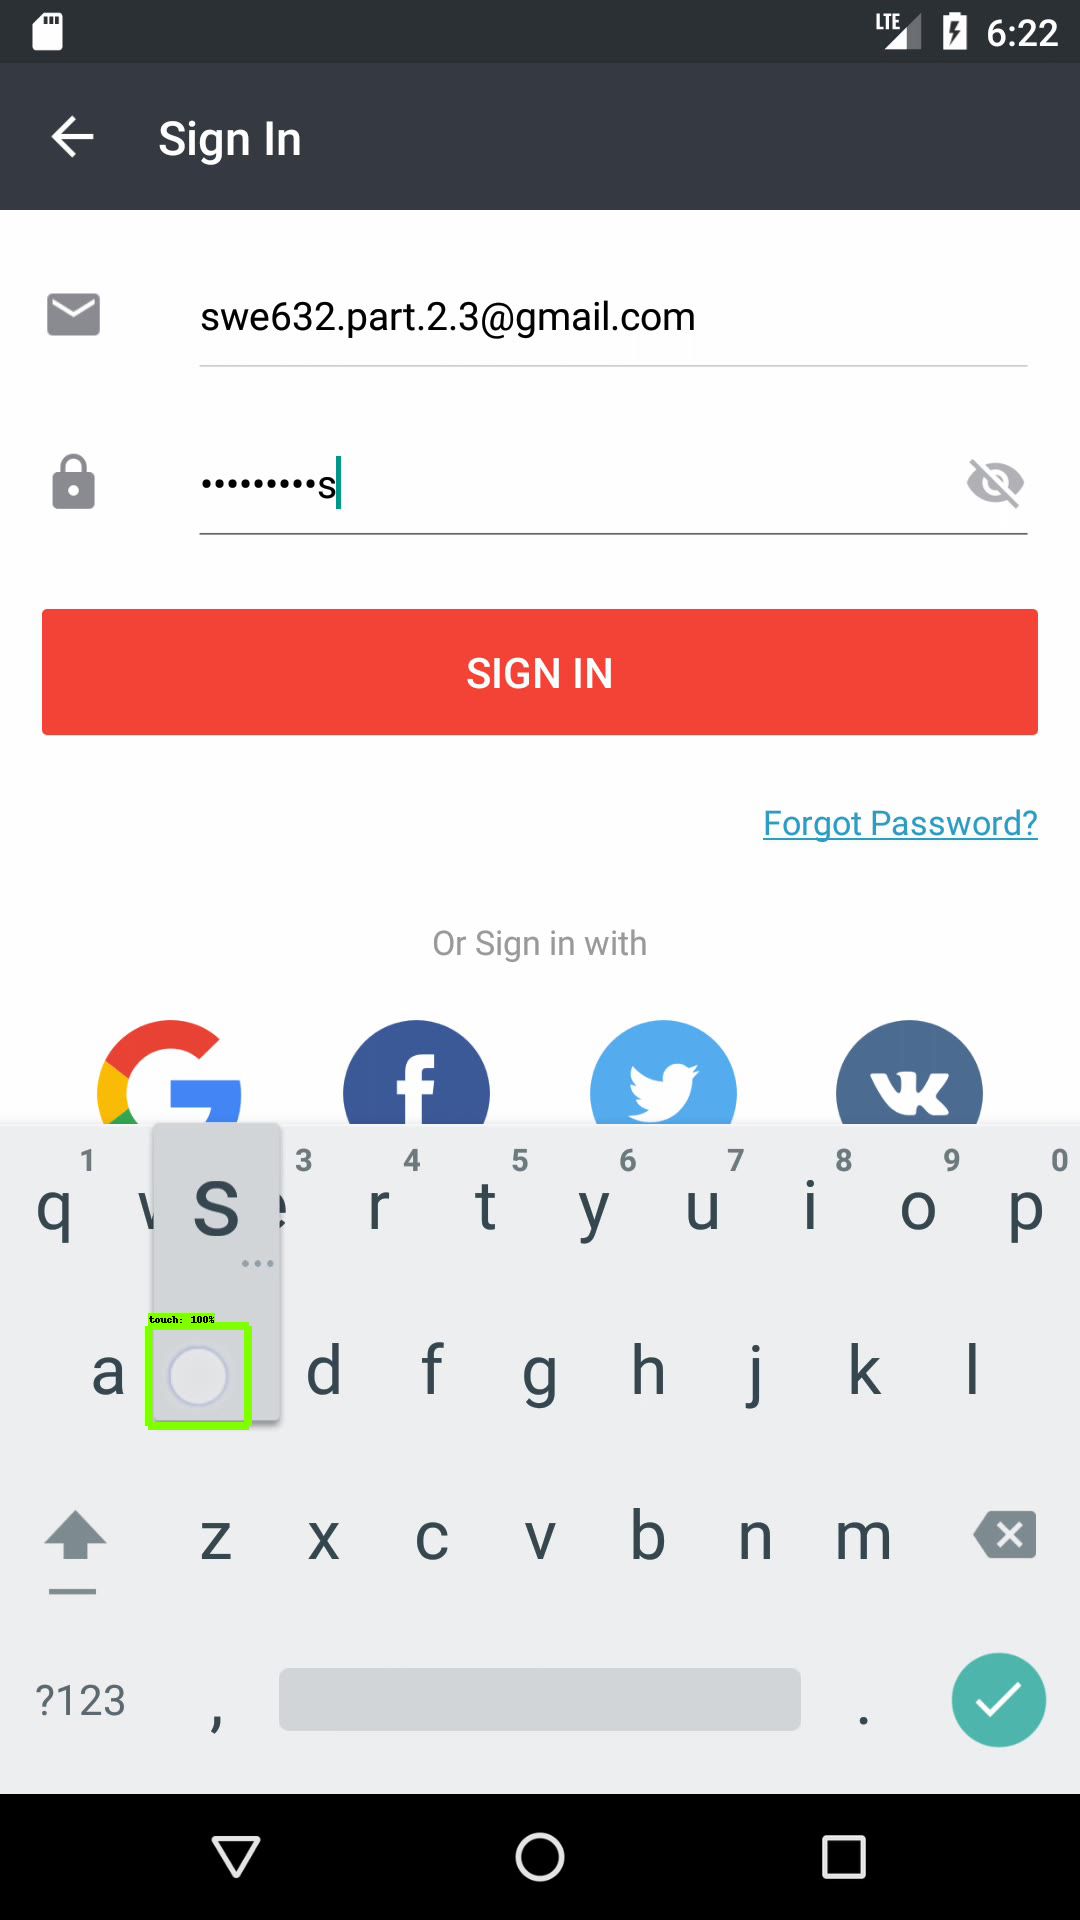 LTE 6:22
Sign In
swe632.part.2.3@gmail.com
•••••••••s
SIGN IN
Forgot Password?
Or Sign in with
1 3 4 5 6 7 8 9 0
q w e r t y u i o p
s
...
touch: 100%
a d f g h j k l
z x c v b n m
?123 , .